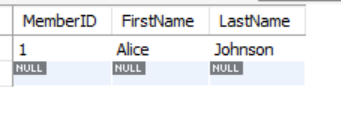 MemberID FirstName LastName
1 Alice Johnson
NULL NULL NULL